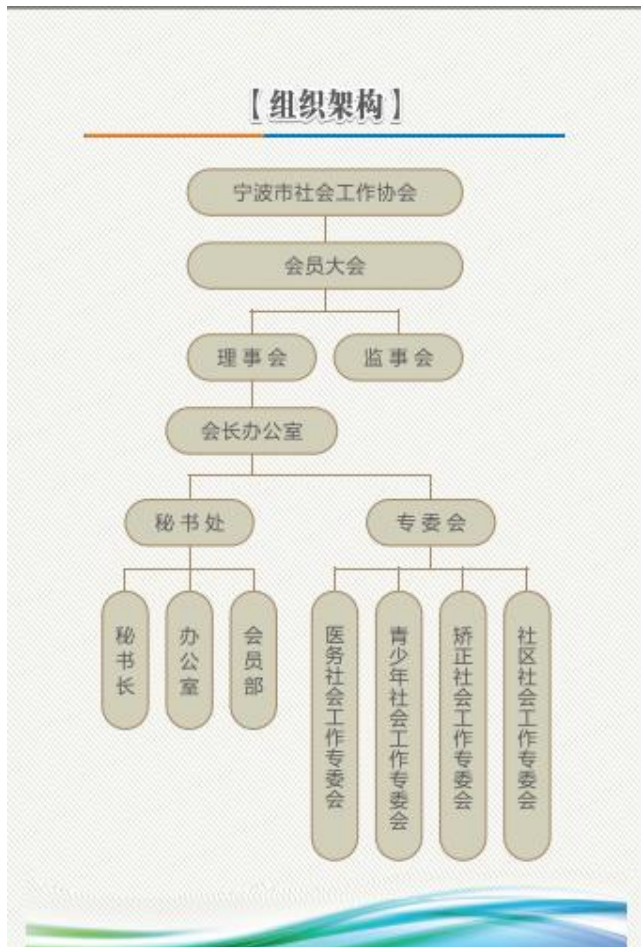 【组织架构】
宁波市社会工作协会
会员大会
理事会
监事会
会长办公室
秘书处
专委会
秘书长
办公室
会员部
医务社会工作专委会
青少年社会工作专委会
矫正社会工作专委会
社区社会工作专委会